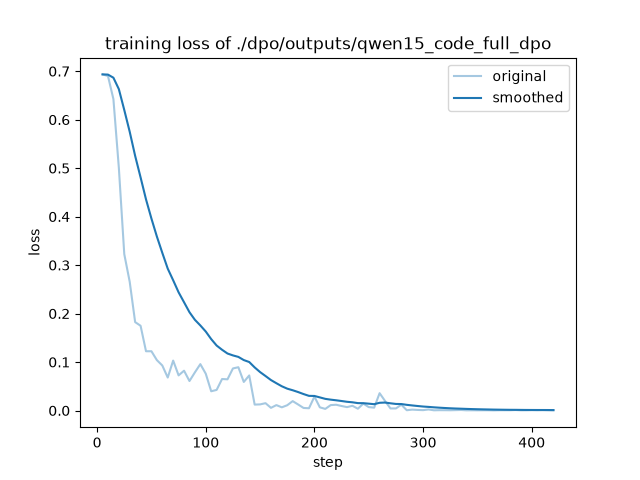 training loss of ./dpo/outputs/qwen15_code_full_dpo
original
smoothed
0.7
0.6
0.5
0.4
0.3
0.2
0.1
0.0
loss
0 100 200 300 400
step